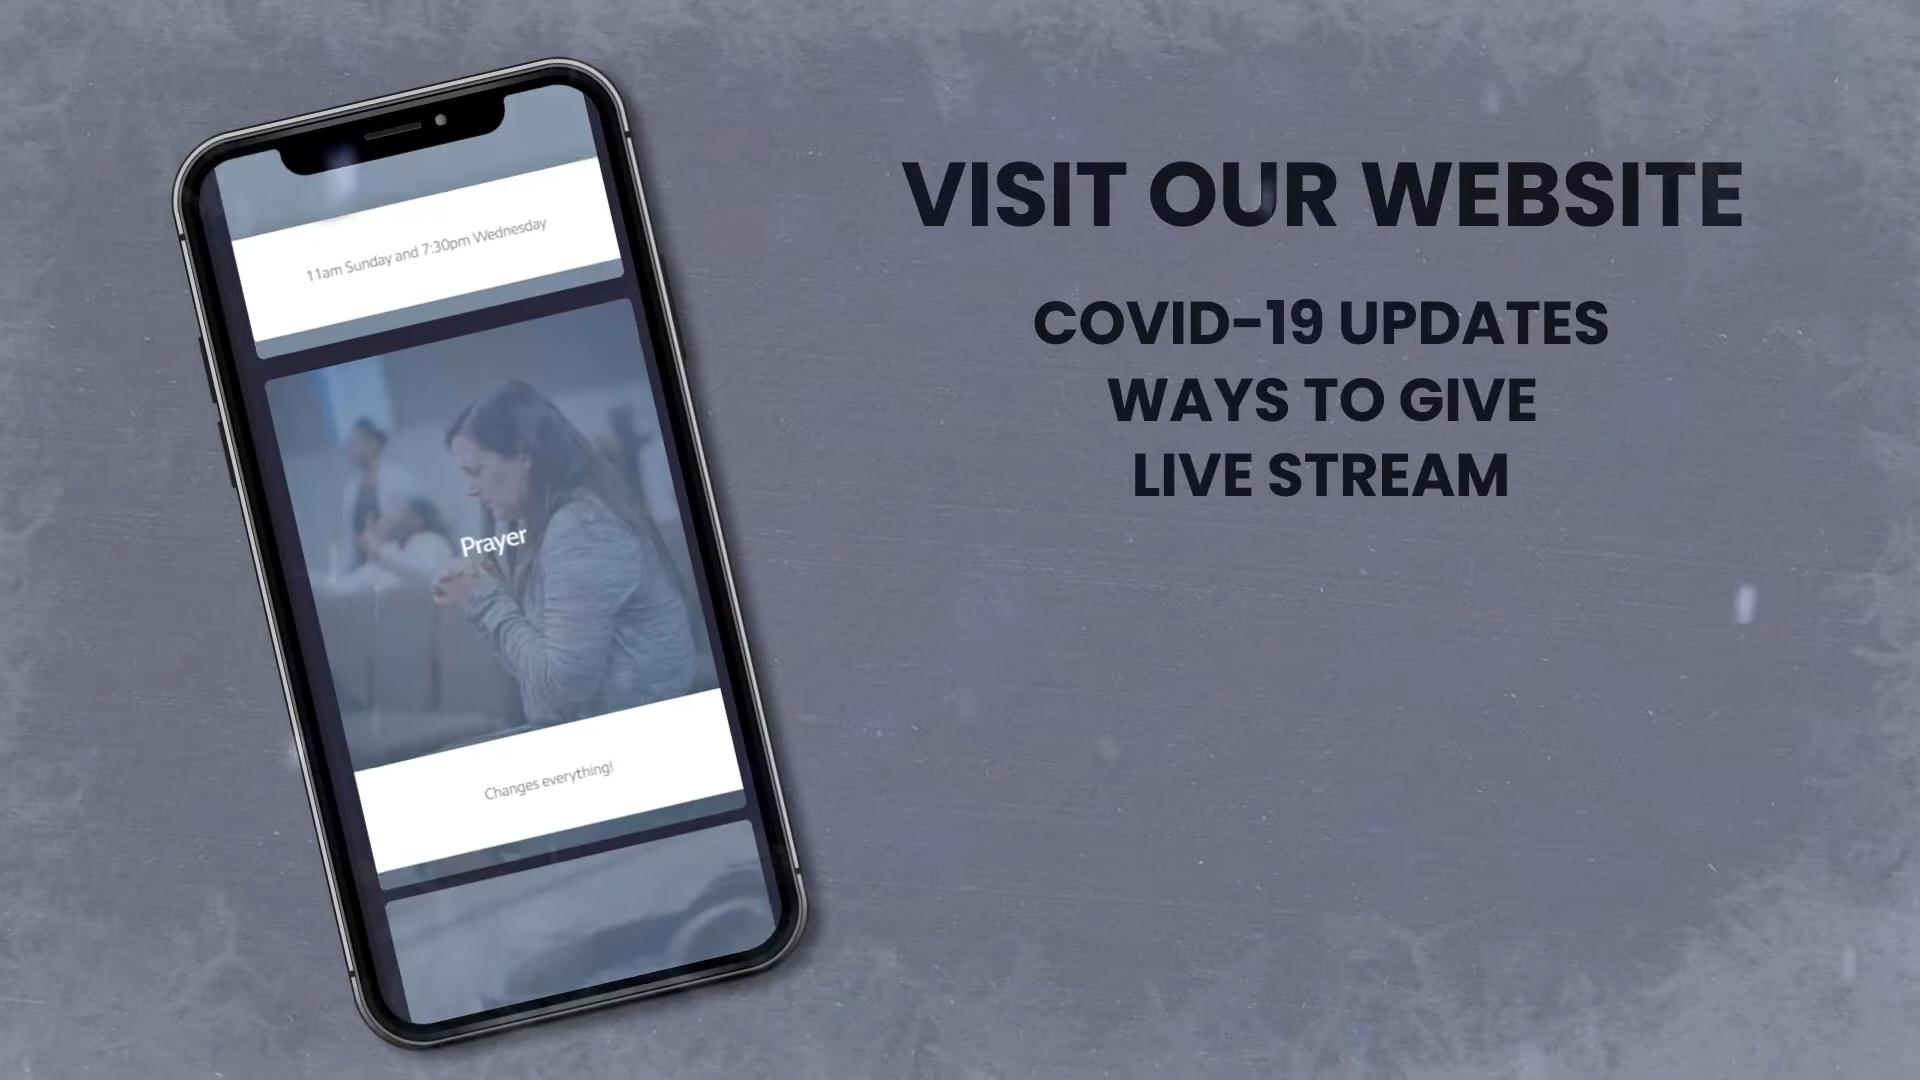 11am Sunday and 7:30pm Wednesday
Prayer
Changes everything!
VISIT OUR WEBSITE
COVID-19 UPDATES
WAYS TO GIVE
LIVE STREAM